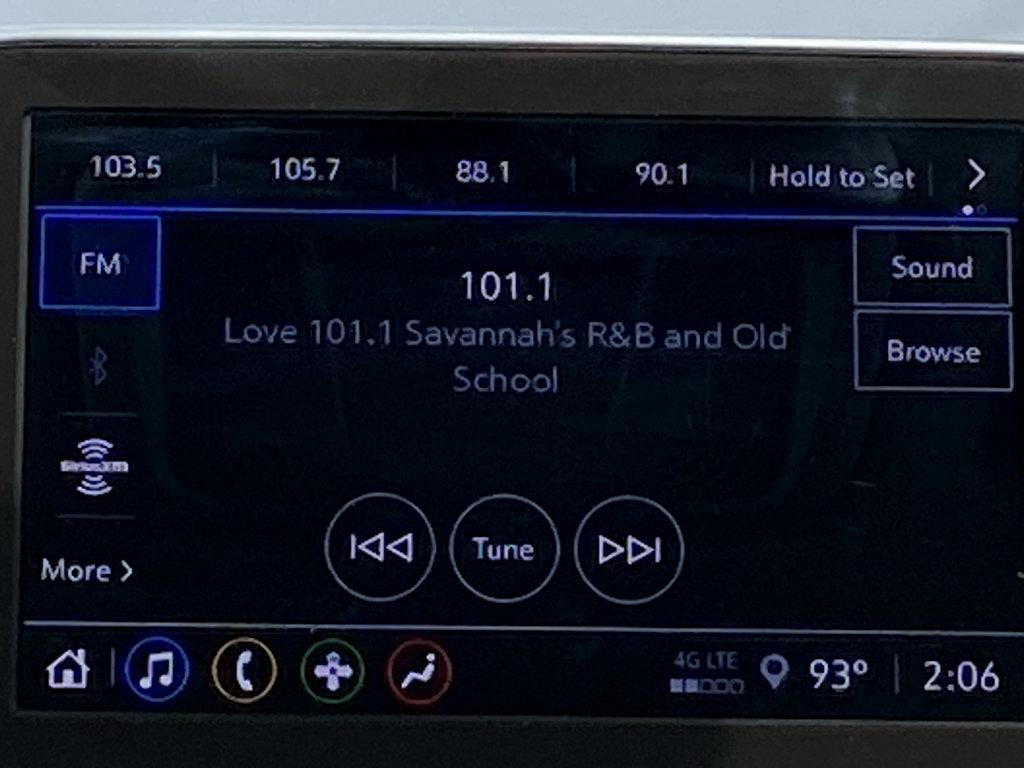 103.5 105.7 88.1 90.1 Hold to Set
FM
101.1
Sound
Love 101.1 Savannah's R&B and Old
School
Browse
SiriusXM
Tune
More
4G LTE
93° 2:06